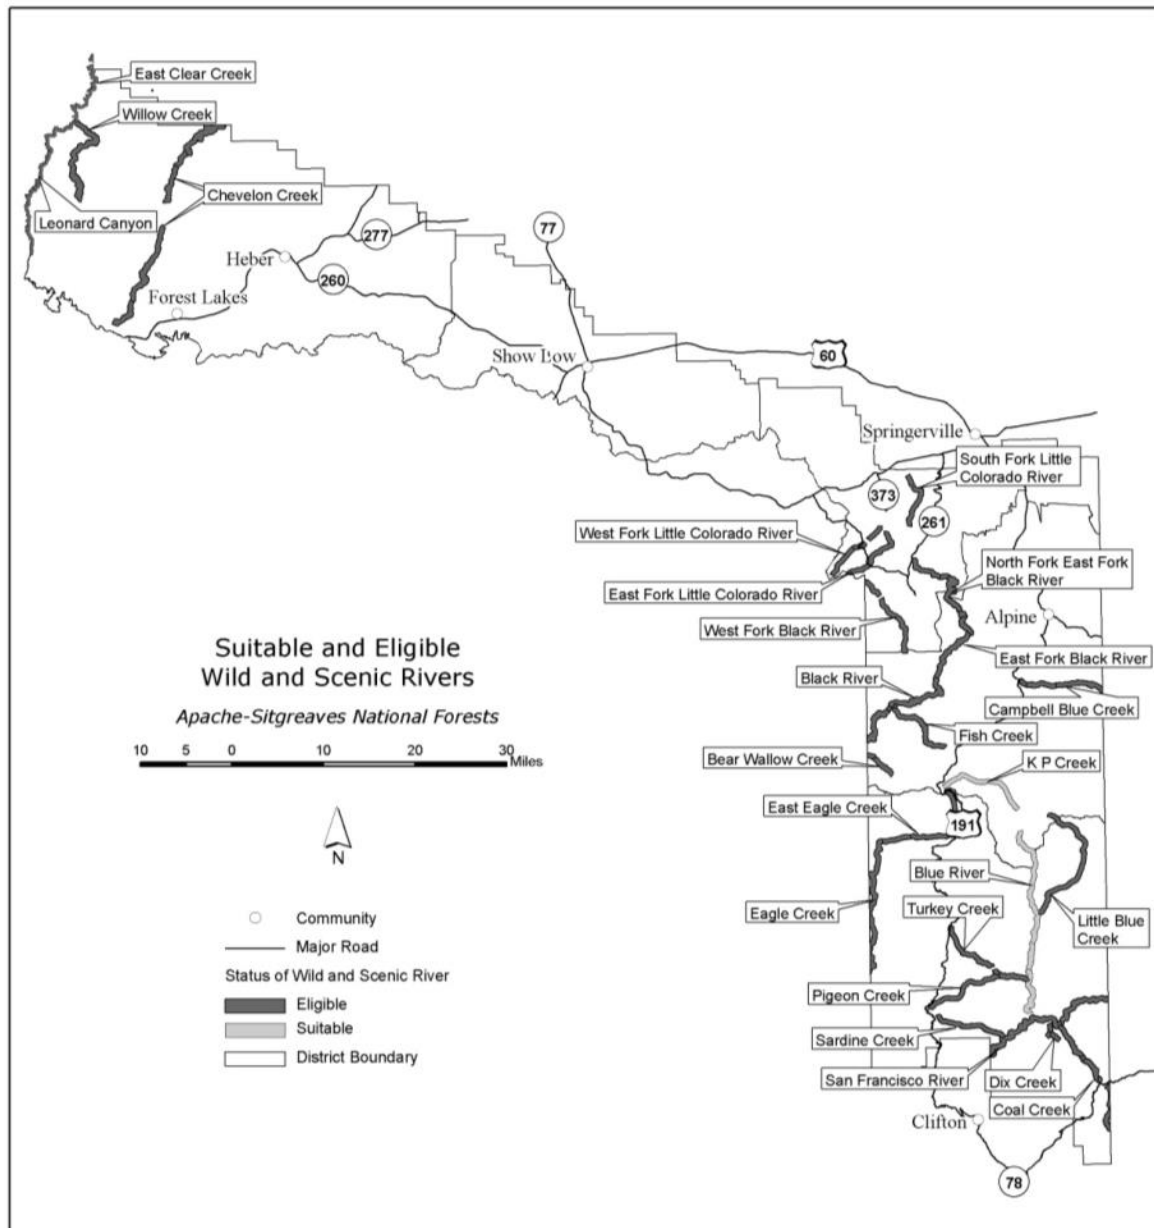 East Clear Creek
Willow Creek
Chevelon Creek
Leonard Canyon
77
277
Heber
260
Forest Lakes
Show Low
60
Springerville
South Fork Little
Colorado River
373
261
West Fork Little Colorado River
North Fork East Fork
Black River
East Fork Little Colorado River
Alpine
West Fork Black River
Suitable and Eligible
Wild and Scenic Rivers
East Fork Black River
Black River
Apache-Sitgreaves National Forests
Campbell Blue Creek
Fish Creek
10 5 0 10 20 30
Miles
Bear Wallow Creek
K P Creek
East Eagle Creek
191
N
Blue River
Turkey Creek
Eagle Creek
Little Blue
Creek
Community
Major Road
Status of Wild and Scenic River
Eligible
Suitable
District Boundary
Pigeon Creek
Sardine Creek
San Francisco River
Dix Creek
Coal Creek
Clifton
78